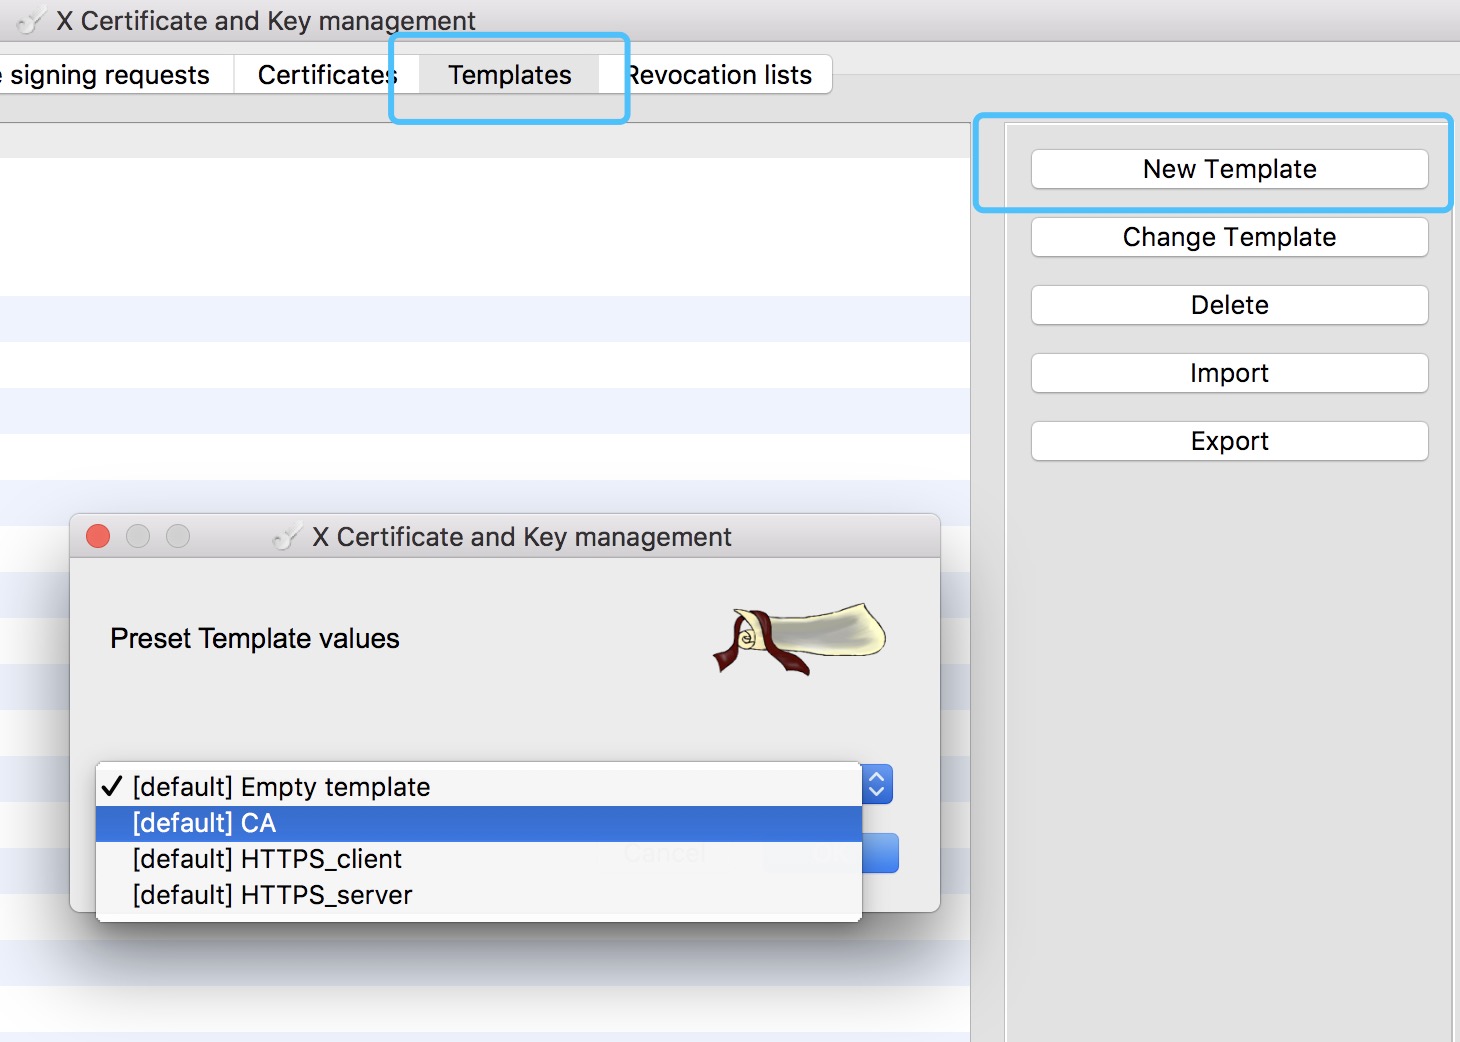 X Certificate and Key management
signing requests
Certificates
Templates
Revocation lists
New Template
Change Template
Delete
Import
Export
X Certificate and Key management
Preset Template values
✓ [default] Empty template
[default] CA
[default] HTTPS_client
[default] HTTPS_server
Cancel